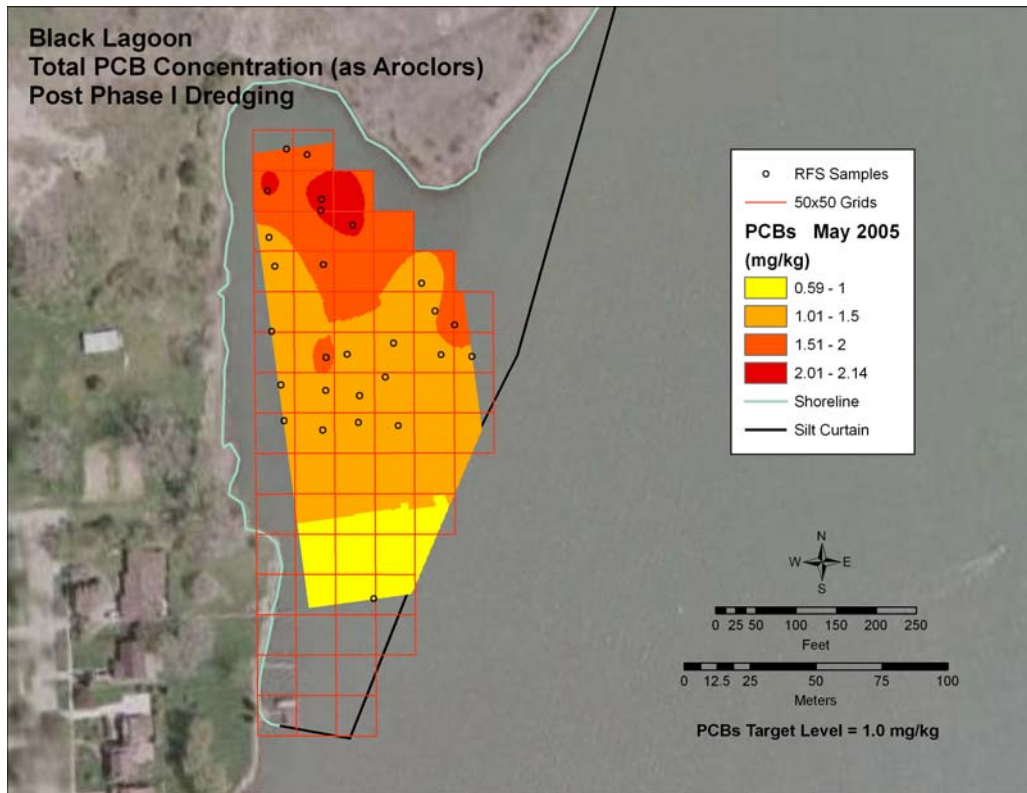 Black Lagoon
Total PCB Concentration (as Aroclors)
Post Phase I Dredging
RFS Samples
50x50 Grids
PCBs May 2005
(mg/kg)
0.59 - 1
1.01 - 1.5
1.51 - 2
2.01 - 2.14
Shoreline
Silt Curtain
N
W E
S
0 25 50 100 150 200 250
Feet
0 12.5 25 50 75 100
Meters
PCBs Target Level = 1.0 mg/kg